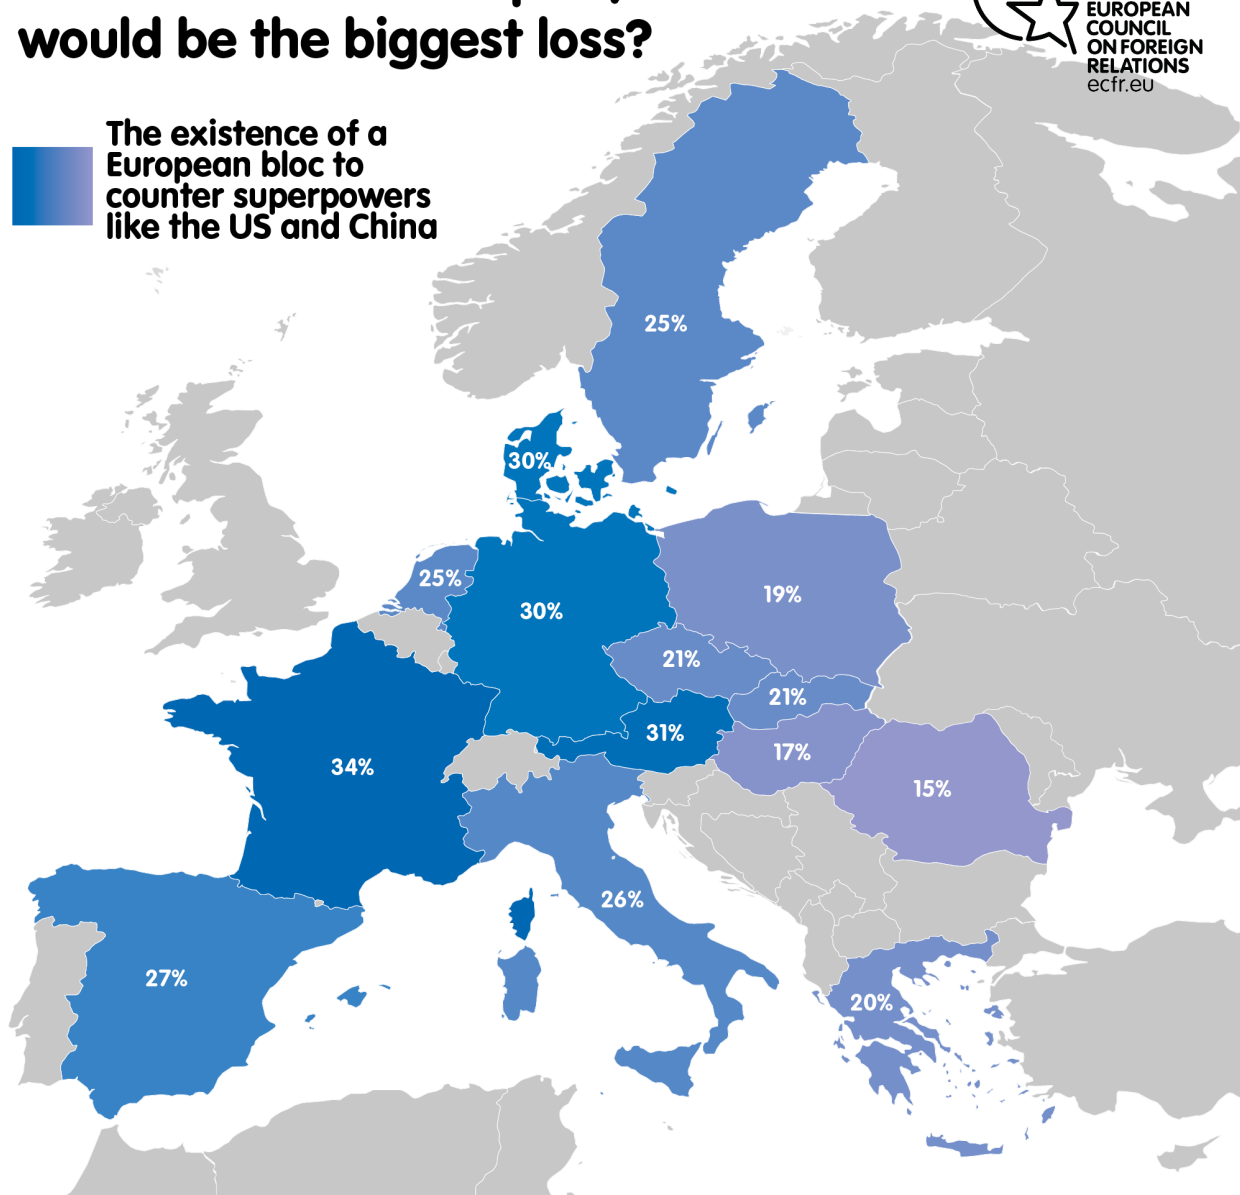 would be the biggest loss?
EUROPEAN
COUNCIL
ON FOREIGN
RELATIONS
ecfr.eu
The existence of a
European bloc to
counter superpowers
like the US and China
25%
30%
25%
30%
19%
21%
21%
31%
17%
34%
15%
26%
27%
20%